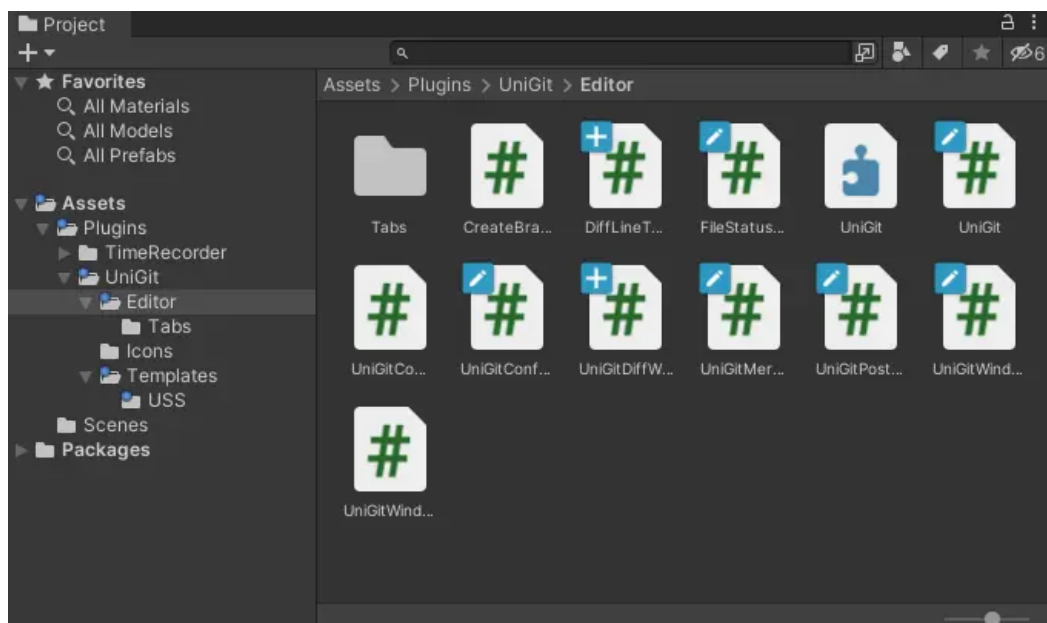 Project
6
Favorites
All Materials
All Models
All Prefabs
Assets
Plugins
TimeRecorder
UniGit
Editor
Tabs
Icons
Templates
USS
Scenes
Packages
Assets > Plugins > UniGit > Editor
Tabs CreateBra... DiffLineT... FileStatus... UniGit UniGit
UniGitCo... UniGitConf... UniGitDiffW... UniGitMer... UniGitPost... UniGitWind...
UniGitWind...